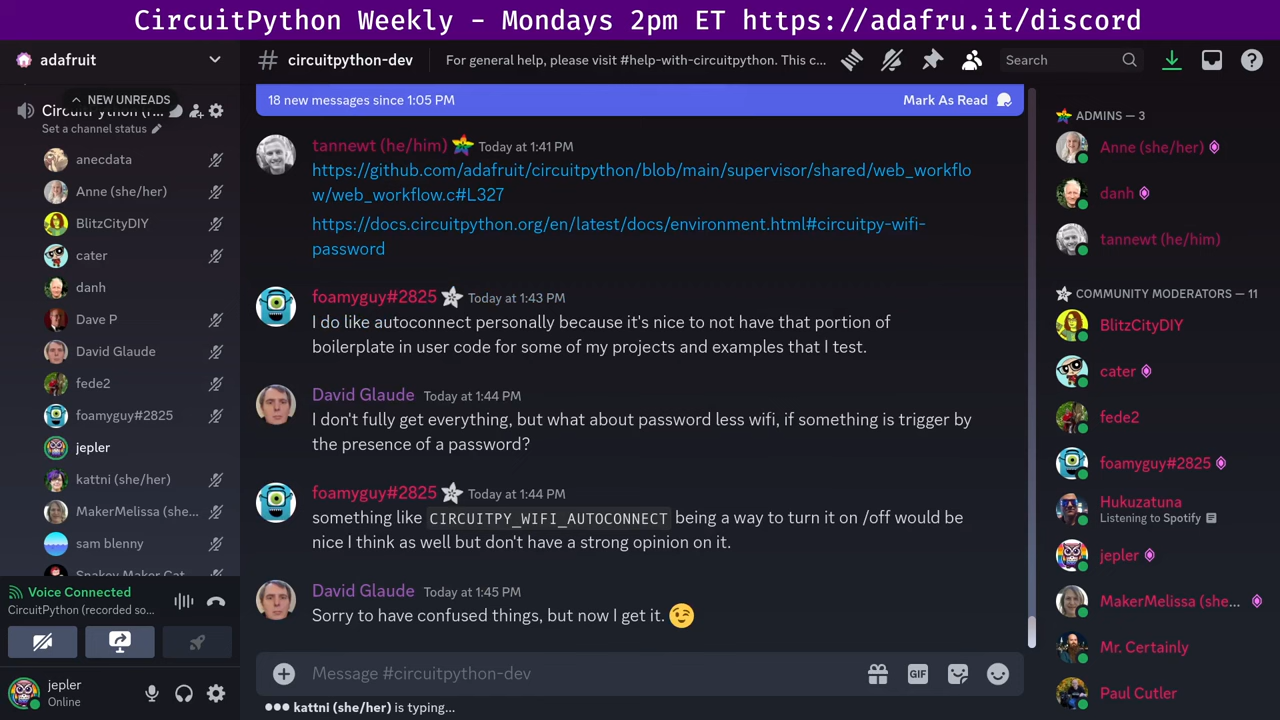 CircuitPython Weekly - Mondays 2pm ET https://adafru.it/discord
adafruit
# circuitpython-dev
For general help, please visit #help-with-circuitpython. This c...
Search
NEW UNREADS
CircuitPython (r...
Set a channel status
anecdata
Anne (she/her)
BlitzCityDIY
cater
danh
Dave P
David Glaude
fede2
foamyguy#2825
jepler
kattni (she/her)
MakerMelissa (she...
sam blenny
Spakey Maker Cat
Voice Connected
CircuitPython (recorded so...
jepler
Online
18 new messages since 1:05 PM
Mark As Read
tannewt (he/him) Today at 1:41 PM
https://github.com/adafruit/circuitpython/blob/main/supervisor/shared/web_workflo
w/web_workflow.c#L327
https://docs.circuitpython.org/en/latest/docs/environment.html#circuitpy-wifi-
password
foamyguy#2825 Today at 1:43 PM
I do like autoconnect personally because it's nice to not have that portion of
boilerplate in user code for some of my projects and examples that I test.
David Glaude Today at 1:44 PM
I don't fully get everything, but what about password less wifi, if something is trigger by
the presence of a password?
foamyguy#2825 Today at 1:44 PM
something like CIRCUITPY_WIFI_AUTOCONNECT being a way to turn it on /off would be
nice I think as well but don't have a strong opinion on it.
David Glaude Today at 1:45 PM
Sorry to have confused things, but now I get it. 😉
Message #circuitpython-dev
GIF
kattni (she/her) is typing...
ADMINS — 3
Anne (she/her)
danh
tannewt (he/him)
COMMUNITY MODERATORS — 11
BlitzCityDIY
cater
fede2
foamyguy#2825
Hukuzatuna
Listening to Spotify
jepler
MakerMelissa (she...
Mr. Certainly
Paul Cutler